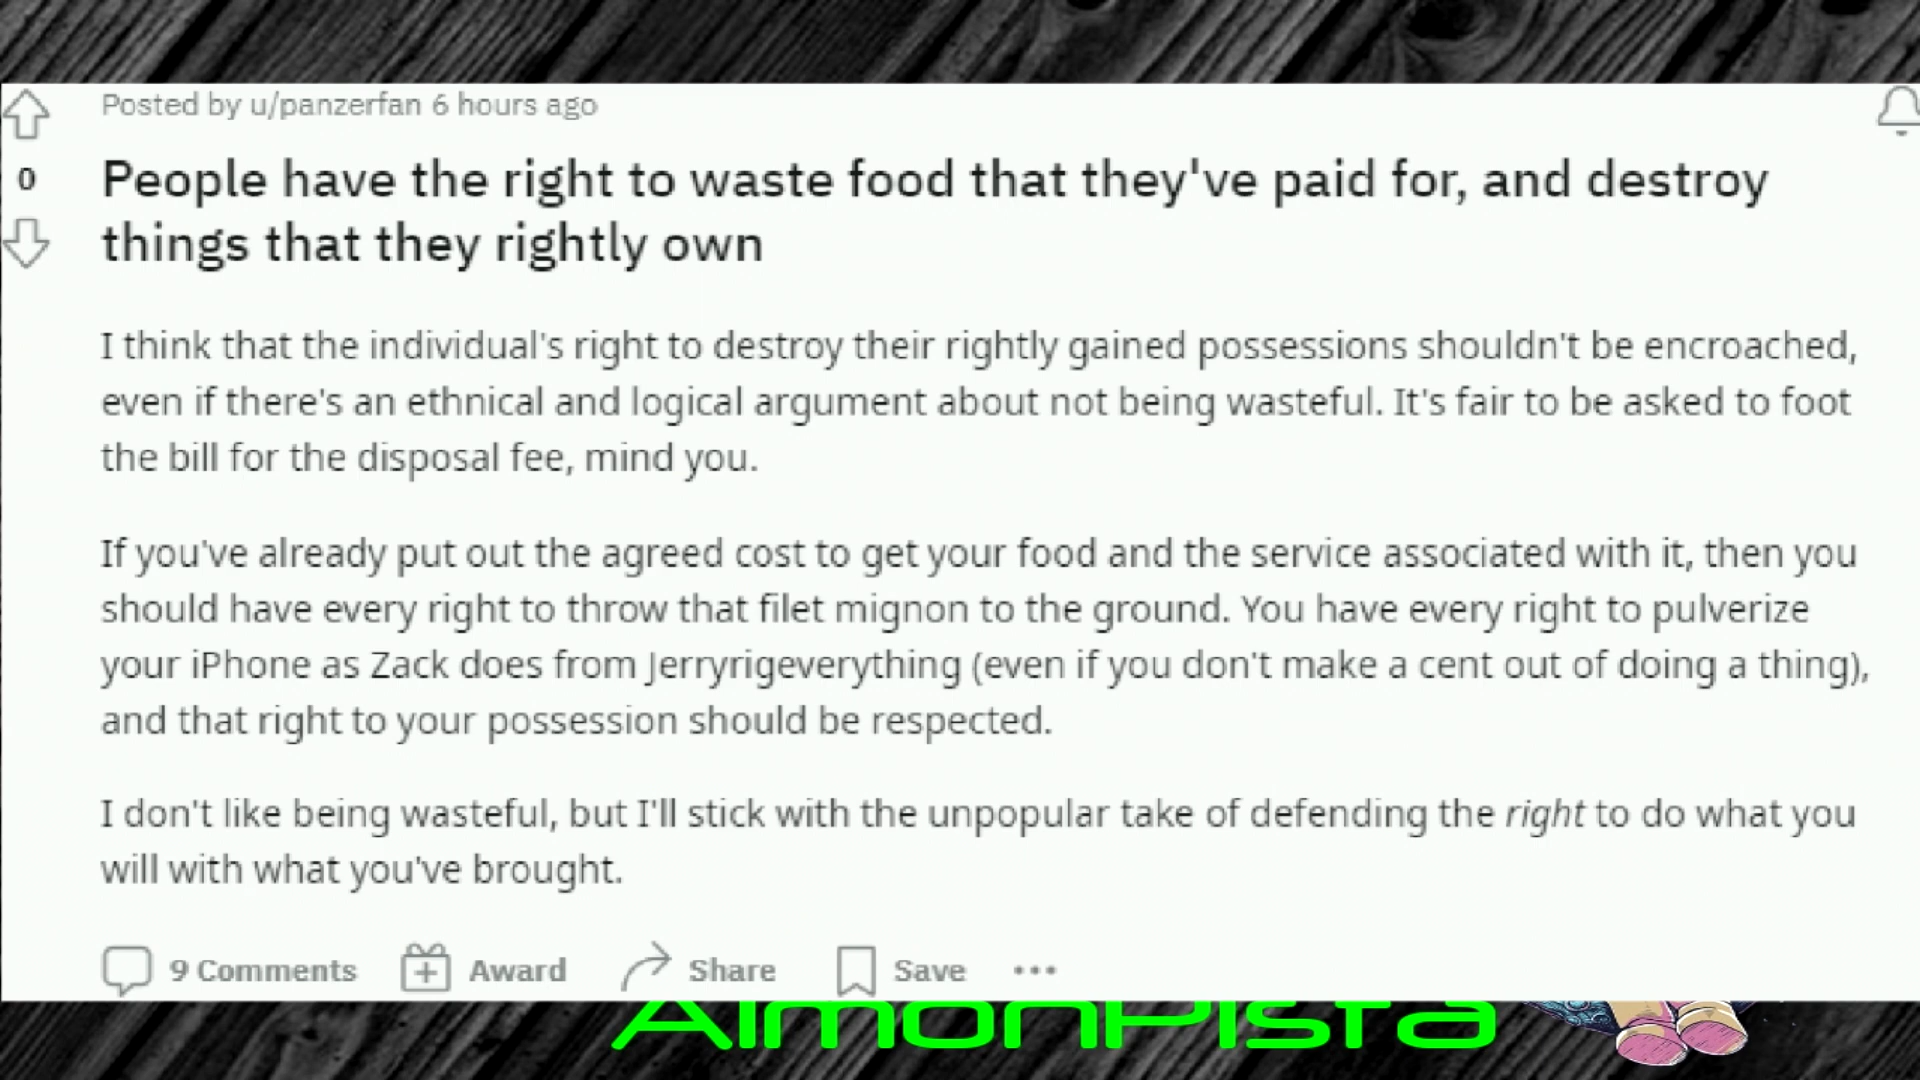 Posted by u/panzerfan 6 hours ago
0
People have the right to waste food that they've paid for, and destroy
things that they rightly own
I think that the individual's right to destroy their rightly gained possessions shouldn't be encroached,
even if there's an ethnical and logical argument about not being wasteful. It's fair to be asked to foot
the bill for the disposal fee, mind you.
If you've already put out the agreed cost to get your food and the service associated with it, then you
should have every right to throw that filet mignon to the ground. You have every right to pulverize
your iPhone as Zack does from Jerryrigeverything (even if you don't make a cent out of doing a thing),
and that right to your possession should be respected.
I don't like being wasteful, but I'll stick with the unpopular take of defending the right to do what you
will with what you've brought.
9 Comments Award Share Save
AlmonPista